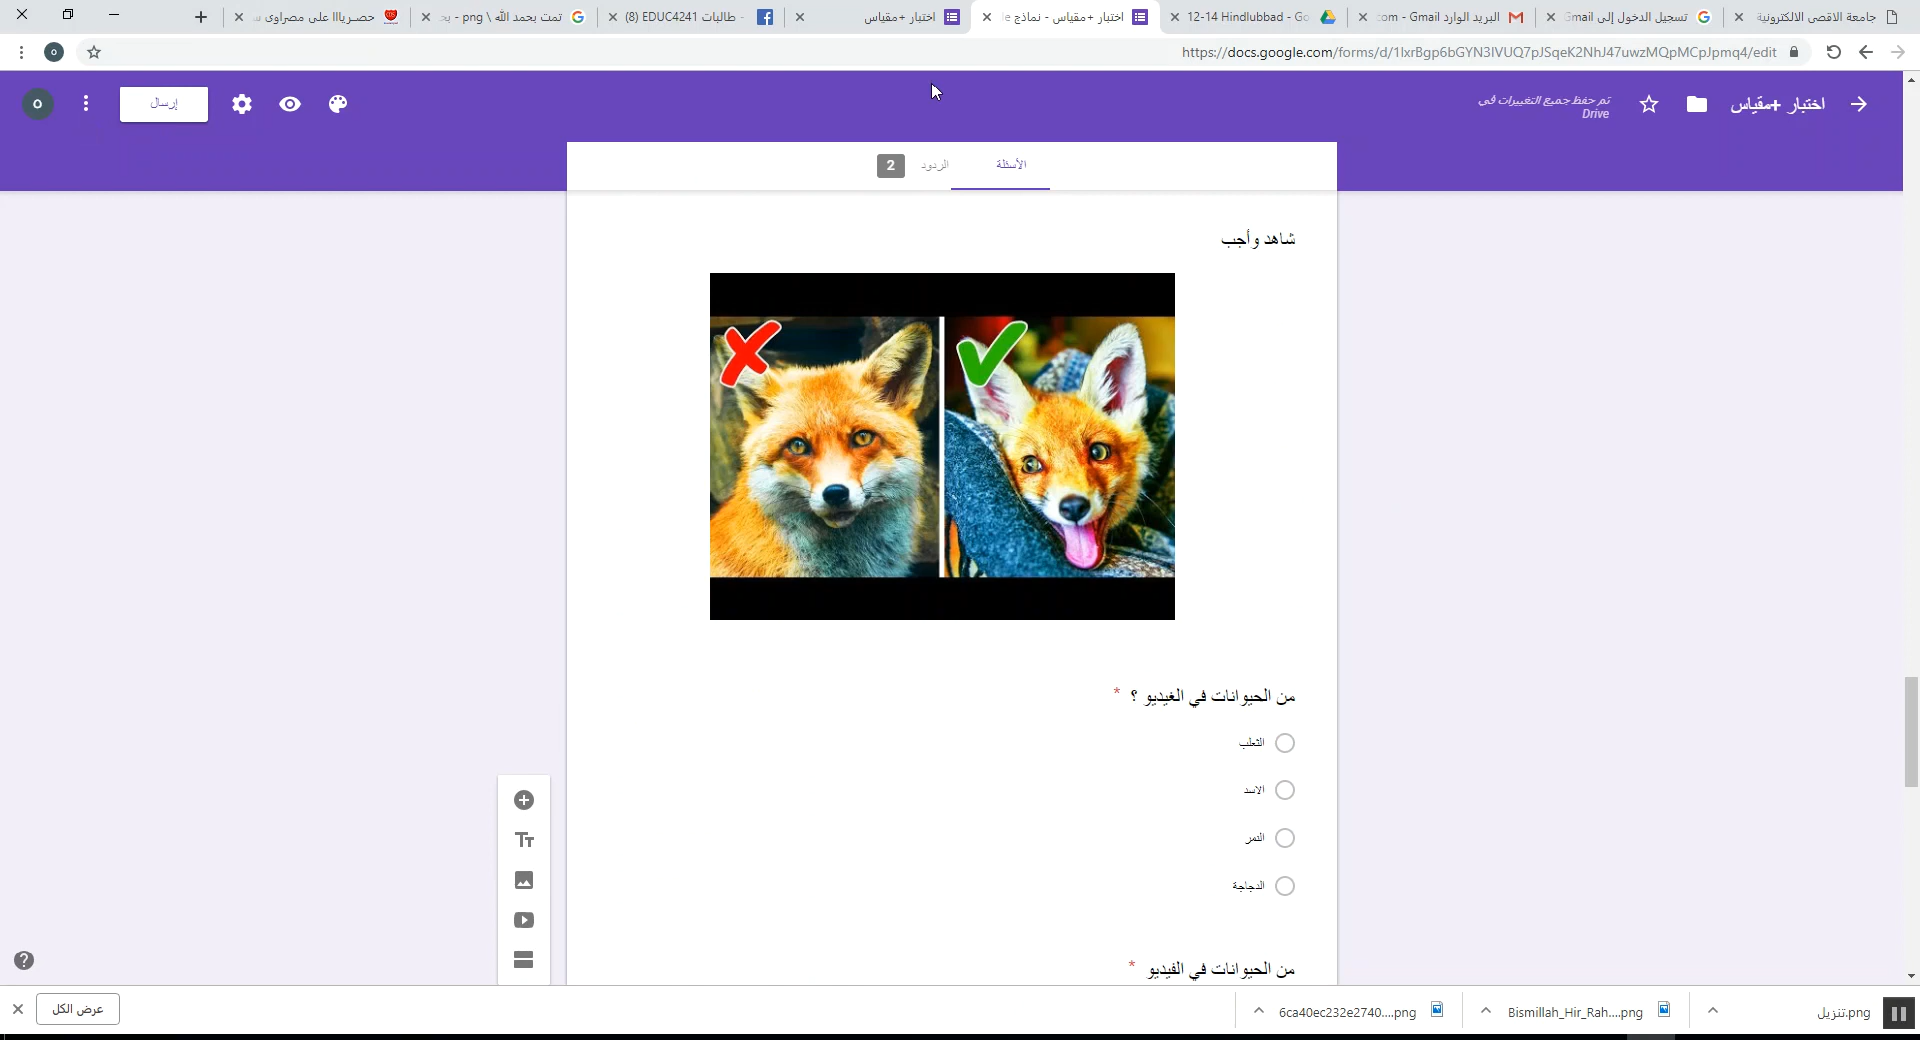 جامعة الاقصى الالكترونية
تسجيل الدخول إلى Gmail
البريد الوارد - Gmail
12-14 Hindlubbad - Go
اختبار +مقياس - نماذج
اختبار +مقياس
(8) EDUC4241 طالبات -
تمت بحمد الله \ png -
على مصراوى
https://docs.google.com/forms/d/1lxrBgp6bGYN3IVUQ7pJSqeK2NhJ47uwzMQpMCpJpmq4/edit
اختبار +مقياس
تم حفظ جميع التغييرات في
Drive
إرسال
o
o
الأسئلة
الردود 2
شاهد وأجب
من الحيوانات في الفيديو ؟ *
الثعلب
الاسد
النمر
الدجاجة
من الحيوانات في الفيديو *
Tт
تنزيل.png
Bismillah_Hir_Rah....png
6ca40ec232e2740....png
عرض الكل